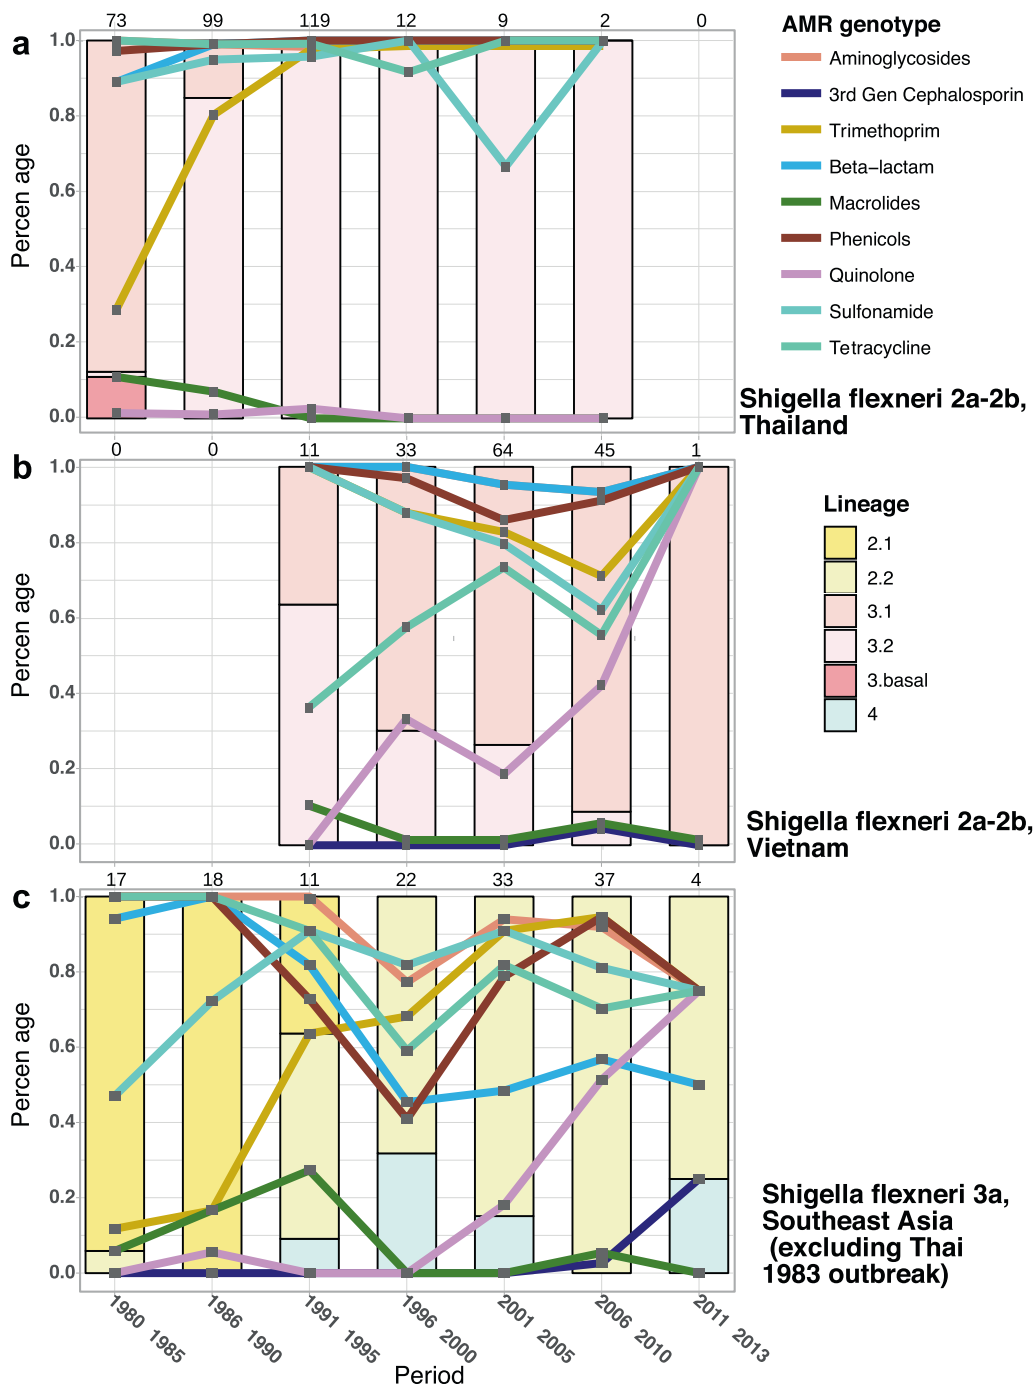 73 99 119 12 9 2 0
a
1.0
0.8
0.6
0.4
0.2
0.0
Percen age
AMR genotype
Aminoglycosides
3rd Gen Cephalosporin
Trimethoprim
Beta−lactam
Macrolides
Phenicols
Quinolone
Sulfonamide
Tetracycline
Shigella flexneri 2a-2b,
Thailand
0 0 11 33 64 45 1
b
1.0
0.8
0.6
0.4
0.2
0.0
Percen age
Lineage
2.1
2.2
3.1
3.2
3.basal
4
Shigella flexneri 2a-2b,
Vietnam
17 18 11 22 33 37 4
c
1.0
0.8
0.6
0.4
0.2
0.0
Percen age
Shigella flexneri 3a,
Southeast Asia
(excluding Thai
1983 outbreak)
1980 1985
1986 1990
1991 1995
1996 2000
2001 2005
2006 2010
2011 2013
Period